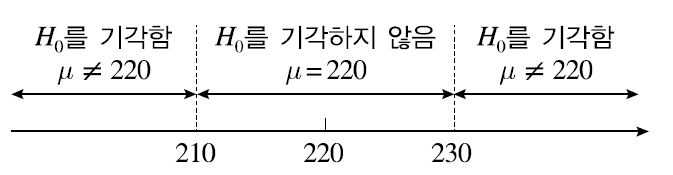 H₀를 기각함 H₀를 기각하지 않음 H₀를 기각함
μ ≠ 220 μ = 220 μ ≠ 220
210 220 230